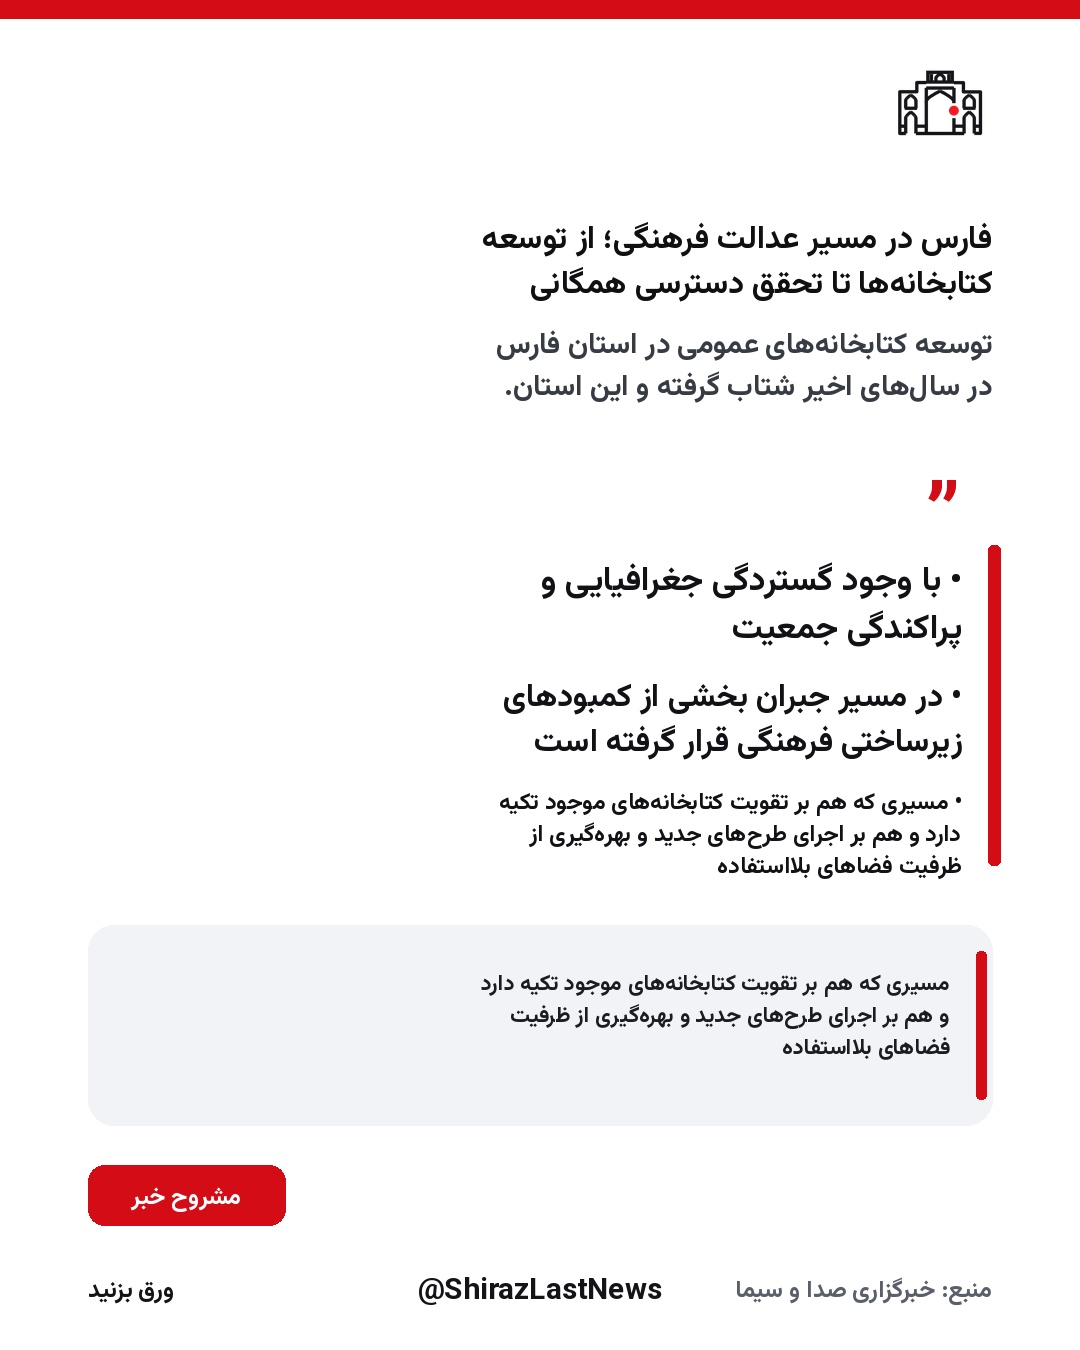 فارس در مسیر عدالت فرهنگی؛ از توسعه
کتابخانه‌ها تا تحقق دسترسی همگانی
توسعه کتابخانه‌های عمومی در استان فارس
در سال‌های اخیر شتاب گرفته و این استان.
”
• با وجود گستردگی جغرافیایی و
پراکندگی جمعیت
• در مسیر جبران بخشی از کمبودهای
زیرساختی فرهنگی قرار گرفته است
• مسیری که هم بر تقویت کتابخانه‌های موجود تکیه
دارد و هم بر اجرای طرح‌های جدید و بهره‌گیری از
ظرفیت فضاهای بلااستفاده
مسیری که هم بر تقویت کتابخانه‌های موجود تکیه دارد
و هم بر اجرای طرح‌های جدید و بهره‌گیری از ظرفیت
فضاهای بلااستفاده
مشروح خبر
منبع: خبرگزاری صدا و سیما
@ShirazLastNews
ورق بزنید